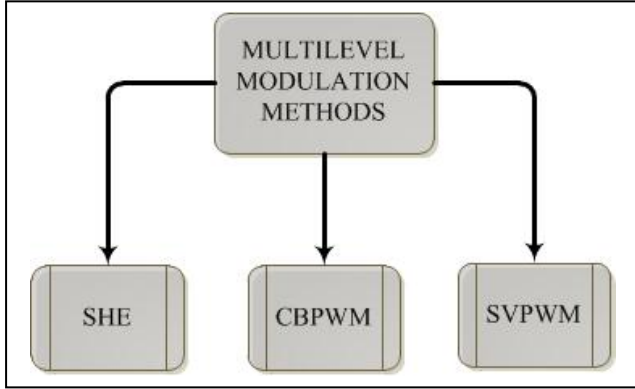 MULTILEVEL
MODULATION
METHODS
SHE
CBPWM
SVPWM